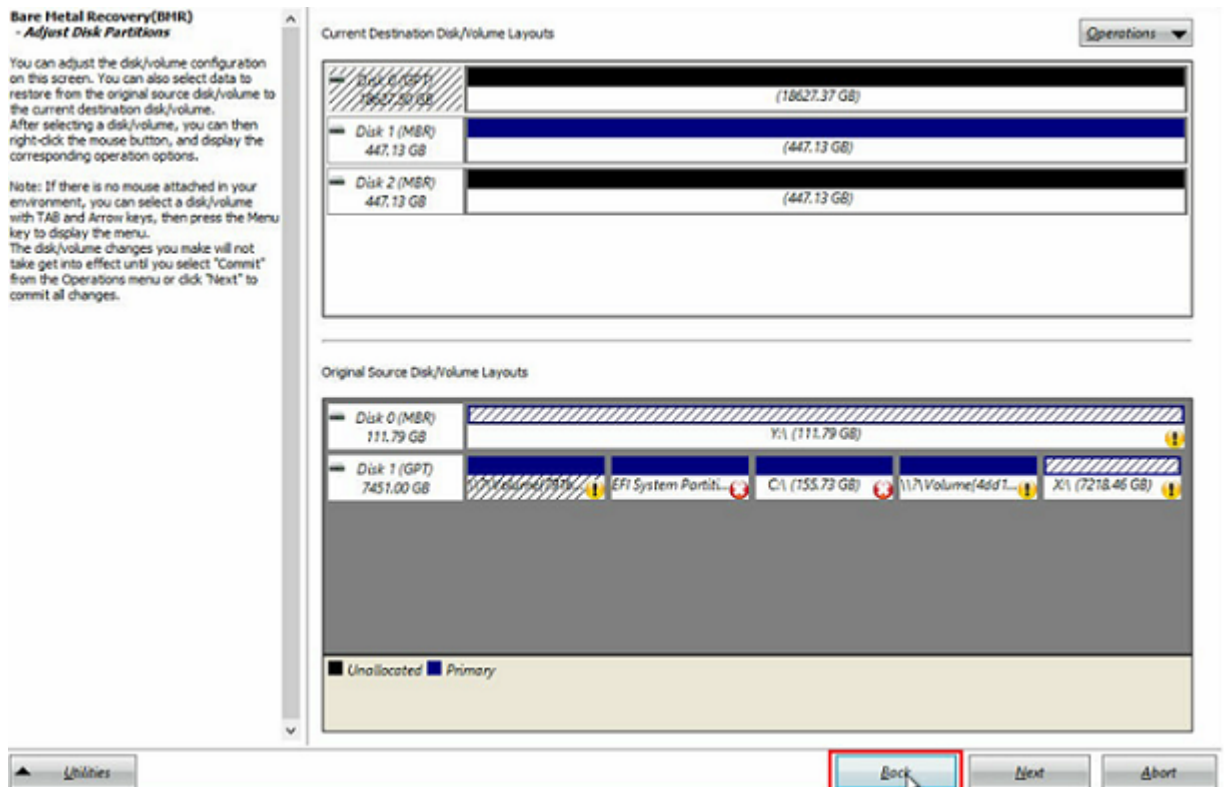 Bare Metal Recovery(BMR)
- Adjust Disk Partitions
You can adjust the disk/volume configuration
on this screen. You can also select data to
restore from the original source disk/volume to
the current destination disk/volume.
After selecting a disk/volume, you can then
right-click the mouse button, and display the
corresponding operation options.
Note: If there is no mouse attached in your
environment, you can select a disk/volume
with TAB and Arrow keys, then press the Menu
key to display the menu.
The disk/volume changes you make will not
take get into effect until you select "Commit"
from the Operations menu or click "Next" to
commit all changes.
Current Destination Disk/Volume Layouts
Operations
Disk 0 (GPT)
18627.50 GB
(18627.37 GB)
Disk 1 (MBR)
447.13 GB
(447.13 GB)
Disk 2 (MBR)
447.13 GB
(447.13 GB)
Original Source Disk/Volume Layouts
Disk 0 (MBR)
111.79 GB
Y:\ (111.79 GB)
Disk 1 (GPT)
7451.00 GB
EFI System Partiti...
C:\ (155.73 GB)
\\?\Volume{4dd1...
X:\ (7218.46 GB)
Unallocated Primary
Utilities
Back
Next
Abort